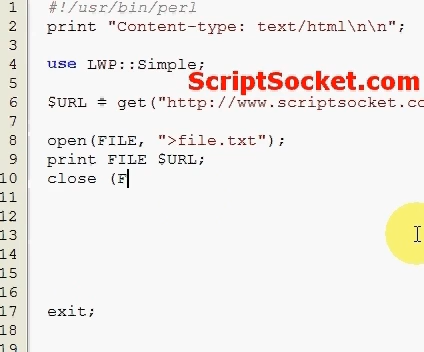 1 #!/usr/bin/perl
2 print "Content-type: text/html\n\n";
3
4 use LWP::Simple;
ScriptSocket.com
5
6 $URL = get("http://www.scriptsocket.co
7
8 open(FILE, ">file.txt");
9 print FILE $URL;
10 close (F
11
12
13
14
15
16
17 exit;
18
19